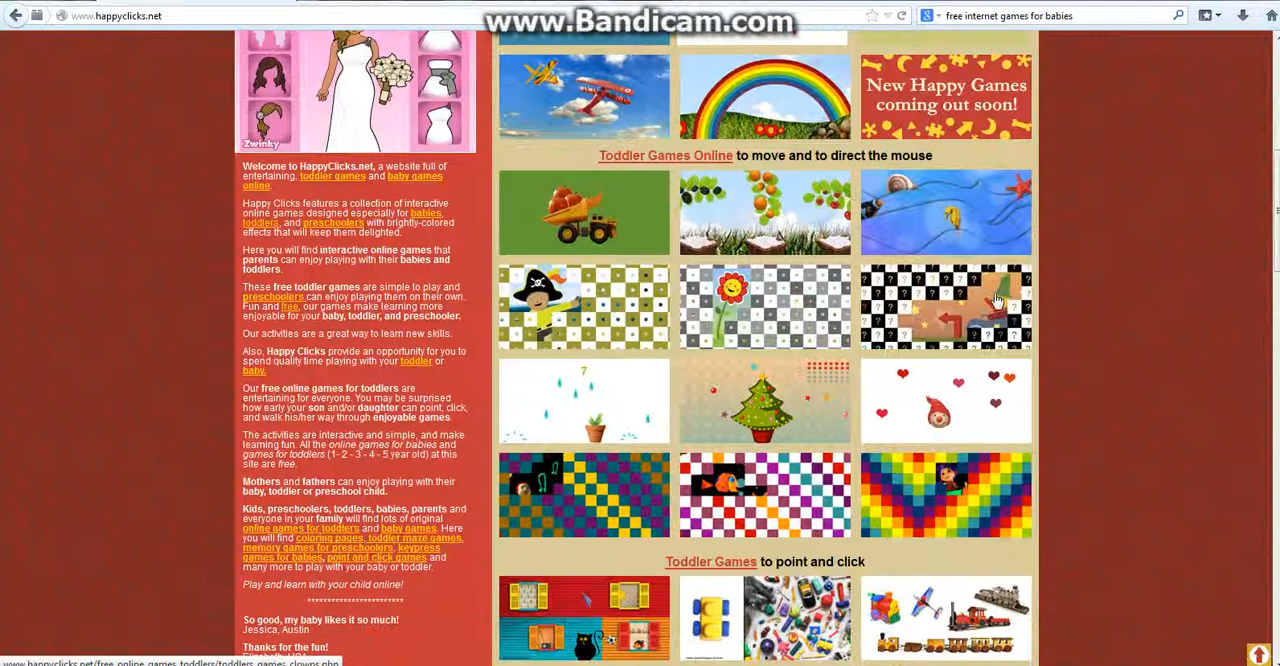 www.happyclicks.net
www.Bandicam.com
free internet games for babies
Zwinky
Welcome to HappyClicks.net, a website full of
entertaining, toddler games and baby games
online.
Happy Clicks features a collection of interactive
online games designed especially for babies,
toddlers, and preschoolers with brightly-colored
effects that will keep them delighted.
Here you will find interactive online games that
parents can enjoy playing with their babies and
toddlers.
These free toddler games are simple to play and
preschoolers can enjoy playing them on their own.
Fun and free, our games make learning more
enjoyable for your baby, toddler, and preschooler.
Our activities are a great way to learn new skills.
Also, Happy Clicks provide an opportunity for you to
spend quality time playing with your toddler or
baby.
Our free online games for toddlers are
entertaining for everyone. You may be surprised
how early your son and/or daughter can point, click,
and walk his/her way through enjoyable games.
The activities are interactive and simple, and make
learning fun. All the online games for babies and
games for toddlers (1- 2 - 3 - 4 - 5 year old) at this
site are free.
Mothers and fathers can enjoy playing with their
baby, toddler or preschool child.
Kids, preschoolers, toddlers, babies, parents and
everyone in your family will find lots of original
online games for toddlers and baby games. Here
you will find coloring pages, toddler maze games,
memory games for preschoolers, keypress
games for babies, point and click games and
many more to play with your baby or toddler.
Play and learn with your child online!
************************
So good, my baby likes it so much!
Jessica, Austin
Thanks for the fun!
New Happy Games
coming out soon!
Toddler Games Online to move and to direct the mouse
7
Toddler Games to point and click
www.happyclicks.net/free_online_games_toddlers/toddlers_games_clowns.php